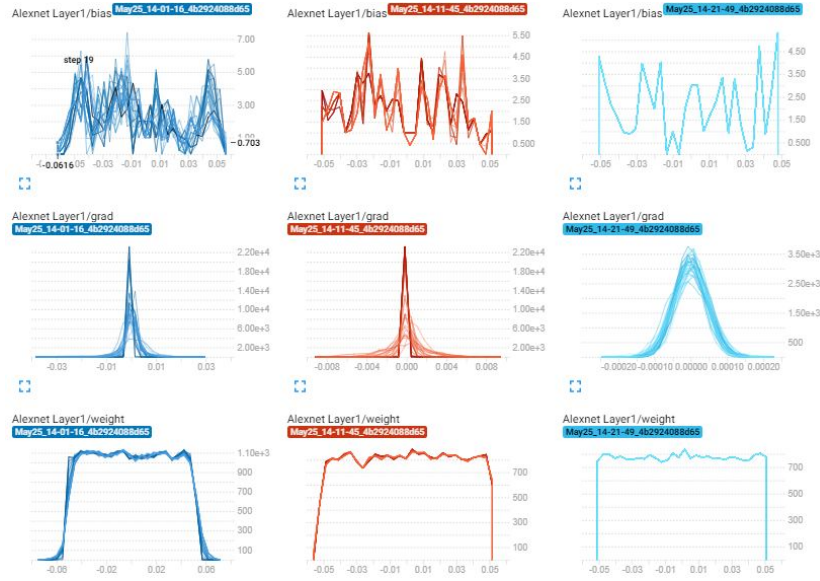 Alexnet Layer1/bias May25_14-01-16_4b2924088d65
step 19
7.00
5.00
3.00
1.00
0.703
-0.0616
-0.03 -0.01 0.01 0.03 0.05
Alexnet Layer1/bias May25_14-11-45_4b2924088d65
5.50
4.50
3.50
2.50
1.50
0.500
-0.05 -0.03 -0.01 0.01 0.03 0.05
Alexnet Layer1/bias May25_14-21-49_4b2924088d65
4.50
3.50
2.50
1.50
0.500
-0.05 -0.03 -0.01 0.01 0.03 0.05
Alexnet Layer1/grad
May25_14-01-16_4b2924088d65
2.20e+4
1.80e+4
1.40e+4
1.00e+4
6.00e+3
2.00e+3
-0.03 -0.01 0.01 0.03
Alexnet Layer1/grad
May25_14-11-45_4b2924088d65
2.20e+4
1.80e+4
1.40e+4
1.00e+4
6.00e+3
2.00e+3
-0.008 -0.004 0.000 0.004 0.008
Alexnet Layer1/grad
May25_14-21-49_4b2924088d65
3.50e+3
2.50e+3
1.50e+3
500
-0.00020 -0.00010 0.00000 0.00010 0.00020
Alexnet Layer1/weight
May25_14-01-16_4b2924088d65
1.10e+3
900
700
500
300
100
-0.06 -0.02 0.02 0.06
Alexnet Layer1/weight
May25_14-11-45_4b2924088d65
700
500
300
100
-0.05 -0.03 -0.01 0.01 0.03 0.05
Alexnet Layer1/weight
May25_14-21-49_4b2924088d65
700
500
300
100
-0.05 -0.03 -0.01 0.01 0.03 0.05